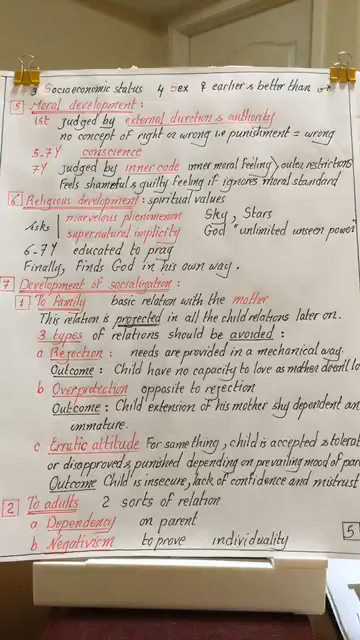 3 Socioeconomic status 4 Sex ♀ earlier & better than ♂
5 Moral development :
1st judged by external direction & authority
no concept of right or wrong i.e punishment = wrong
5-7Y conscience
7Y judged by inner code inner moral feeling > outer restrictions
Feels shameful & guilty feeling if ignores moral standard
6 Religious development : spiritual values
Asks marvelous phenomenon Sky, Stars
supernatural implicity God "unlimited unseen power
6-7Y educated to pray
Finally, finds God in his own way.
7 Development of socialization :
1 To family basic relation with the mother
This relation is projected in all the child relations later on.
3 types of relations should be avoided :
a Rejection : needs are provided in a mechanical way
Outcome : Child have no capacity to love as mother doesn't lo
b Overprotection opposite to rejection
Outcome : Child extension of his mother shy dependent an
immature.
c Erratic attitude For something, child is accepted & tolerat
or disapproved & punished depending on prevailing mood of par
Outcome Child is insecure, lack of confidence and mistrust
2 To adults 2 sorts of relation
a Dependency on parent
b Negativism to prove individuality
5